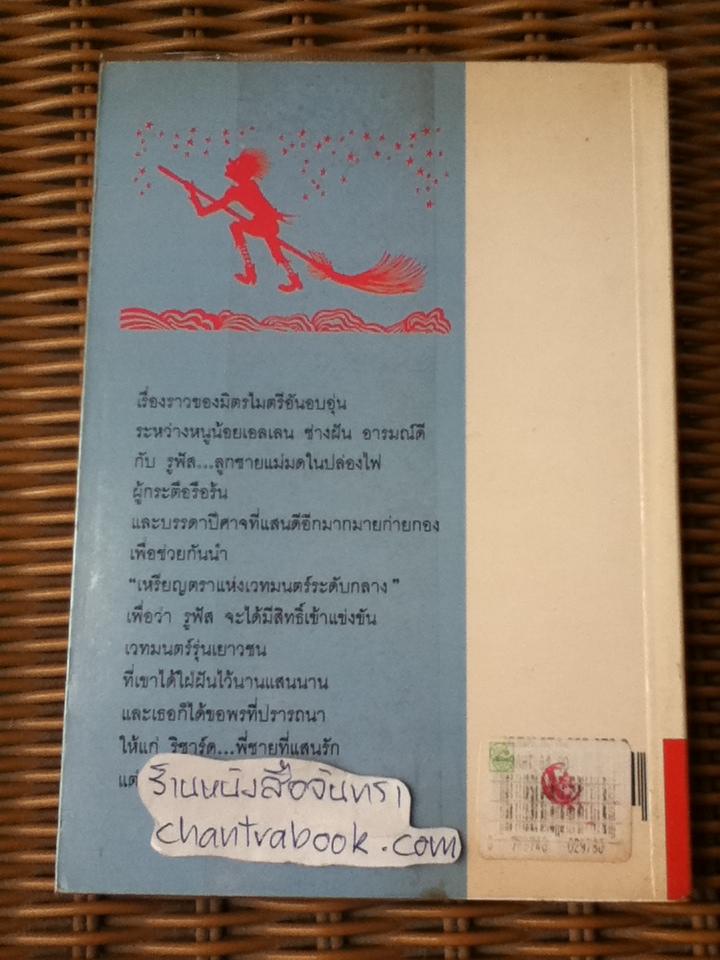 เรื่องราวของมิตรไมตรีอันอบอุ่น
ระหว่างหนูน้อยเอลเลน ช่างฝัน อารมณ์ดี
กับ รูฟัส...ลูกชายแม่มดในปล่องไฟ
ผู้กระตือรือร้น
และบรรดาปีศาจที่แสนดีอีกมากมายก่ายกอง
เพื่อช่วยกันนำ
“เหรียญตราแห่งเวทมนตร์ระดับกลาง”
เพื่อว่า รูฟัส จะได้มีสิทธิ์เข้าแข่งขัน
เวทมนตร์รุ่นเยาวชน
ที่เขาได้ใฝ่ฝันไว้นานแสนนาน
และเธอก็ได้ขอพรที่ปรารถนา
ให้แก่ ริชาร์ด...พี่ชายที่แสนรัก
แต่
ร้านหนังสือจันทรา
chantrabook.com